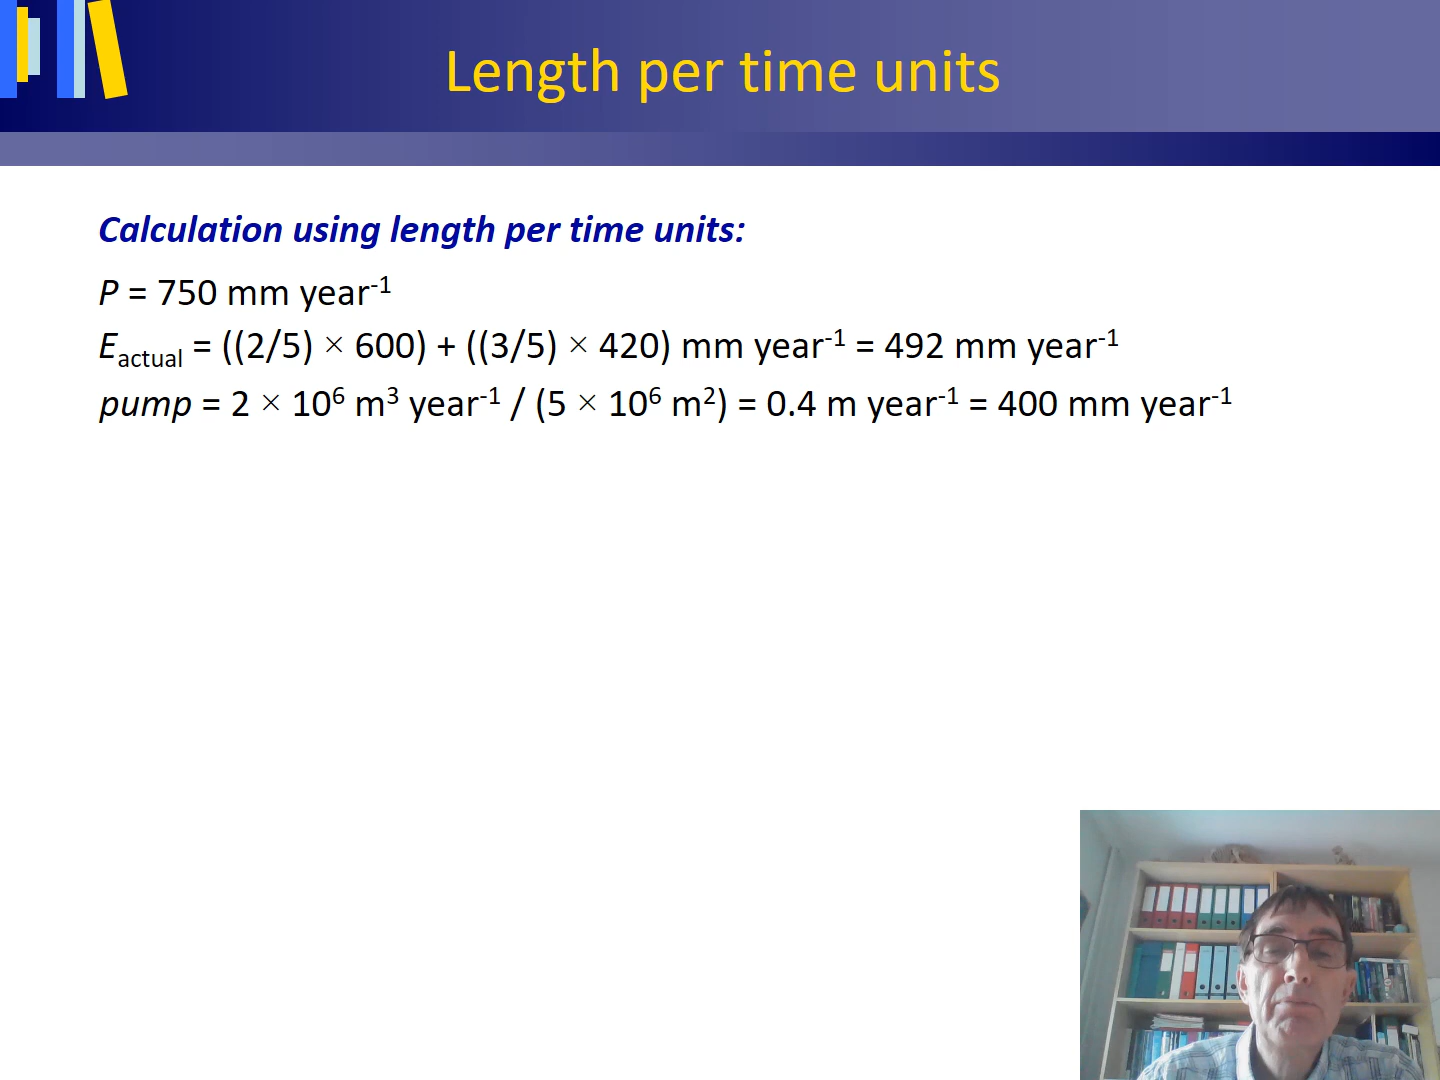 Length per time units
Calculation using length per time units:
P = 750 mm year⁻¹
E_actual = ((2/5) × 600) + ((3/5) × 420) mm year⁻¹ = 492 mm year⁻¹
pump = 2 × 10⁶ m³ year⁻¹ / (5 × 10⁶ m²) = 0.4 m year⁻¹ = 400 mm year⁻¹